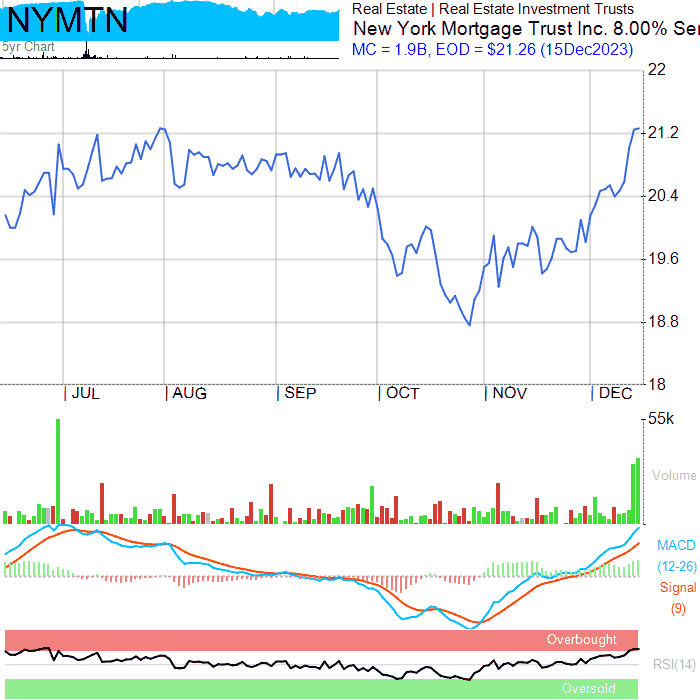 NYMTN
5yr Chart
Real Estate | Real Estate Investment Trusts
New York Mortgage Trust Inc. 8.00% Ser
MC = 1.9B, EOD = $21.26 (15Dec2023)
22
21.2
20.4
19.6
18.8
18
JUL AUG SEP OCT NOV DEC
55k
Volume
MACD
(12-26)
Signal
(9)
Overbought
RSI(14)
Oversold